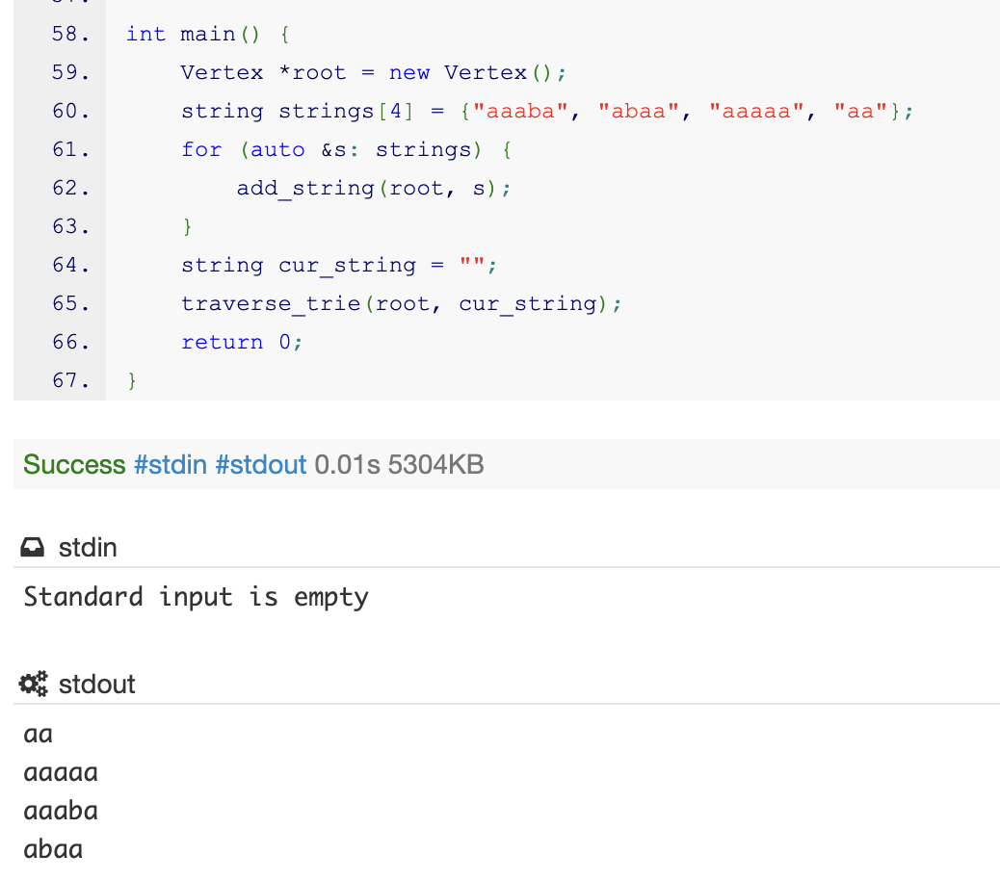 58. int main() {
59.     Vertex *root = new Vertex();
60.     string strings[4] = {"aaaba", "abaa", "aaaaa", "aa"};
61.     for (auto &s: strings) {
62.         add_string(root, s);
63.     }
64.     string cur_string = "";
65.     traverse_trie(root, cur_string);
66.     return 0;
67. }
Success #stdin #stdout 0.01s 5304KB
stdin
Standard input is empty
stdout
aa
aaaaa
aaaba
abaa